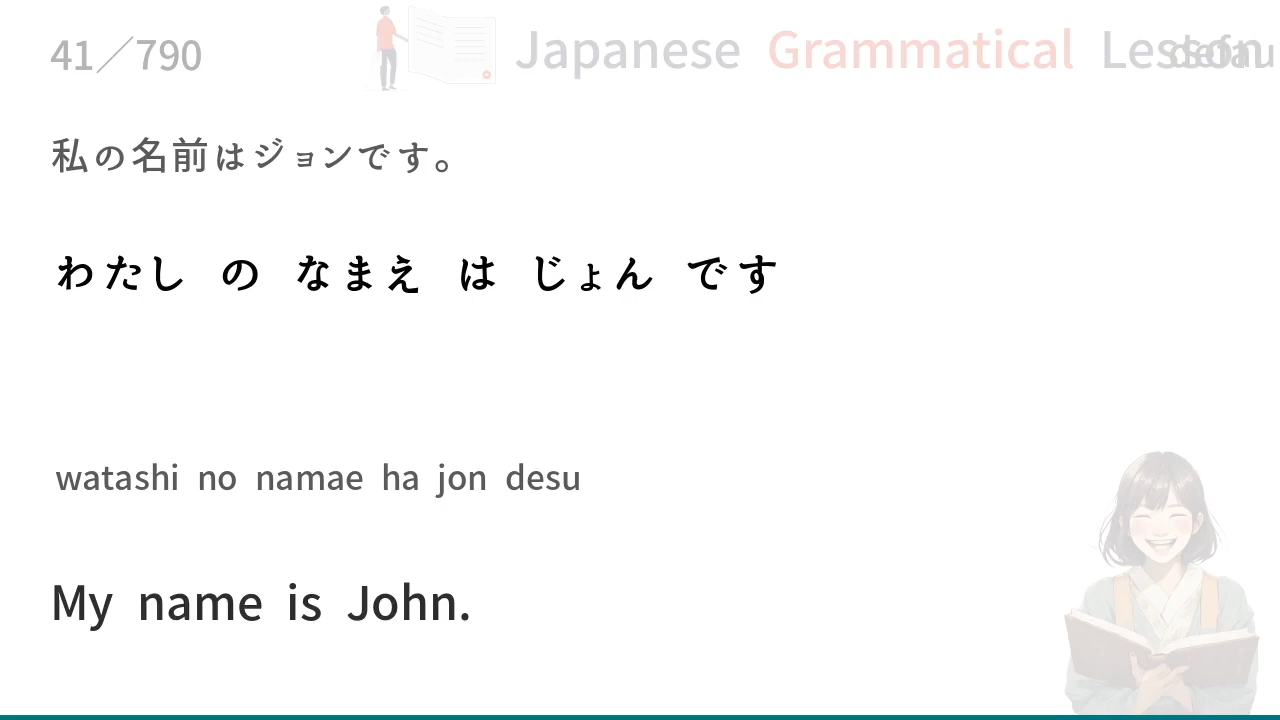 41／790
Japanese Grammatical Lesson
defau
私の名前はジョンです。
わたし の なまえ は じょん です
watashi no namae ha jon desu
My name is John.